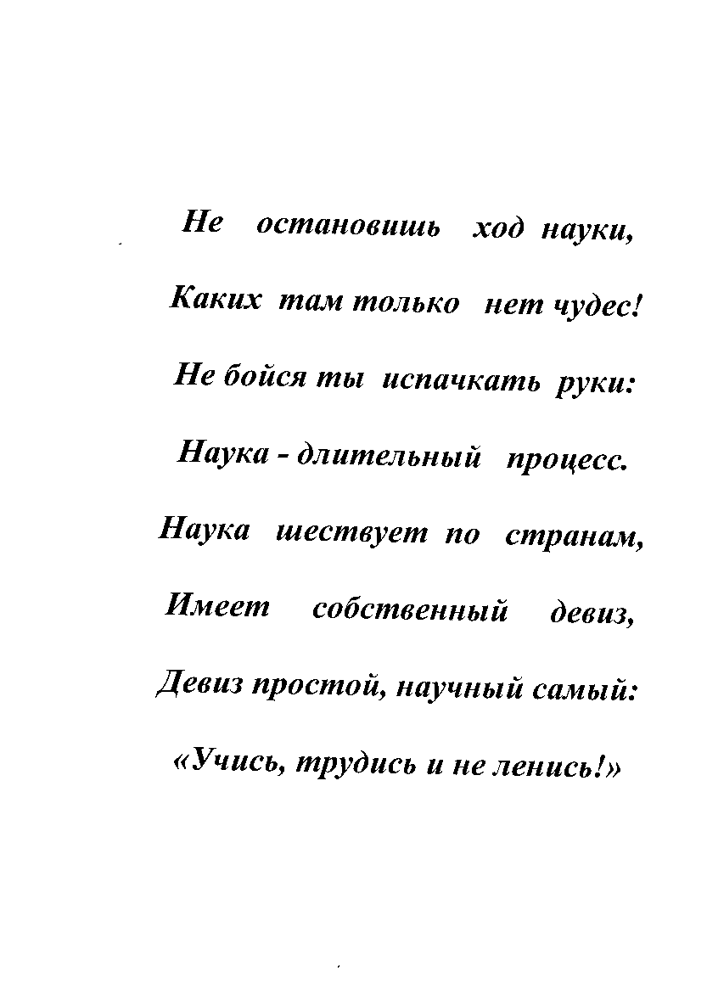 Не остановишь ход науки,
Каких там только нет чудес!
Не бойся ты испачкать руки:
Наука - длительный процесс.
Наука шествует по странам,
Имеет собственный девиз,
Девиз простой, научный самый:
«Учись, трудись и не ленись!»